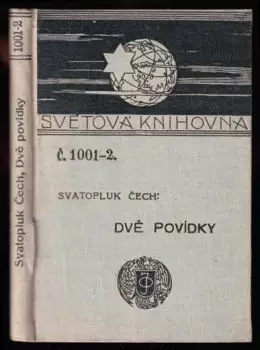 1001-2
Svatopluk Čech, Dvě povídky
SVĚTOVÁ KNIHOVNA
Č. 1001-2.
SVATOPLUK ČECH:
DVĚ POVÍDKY